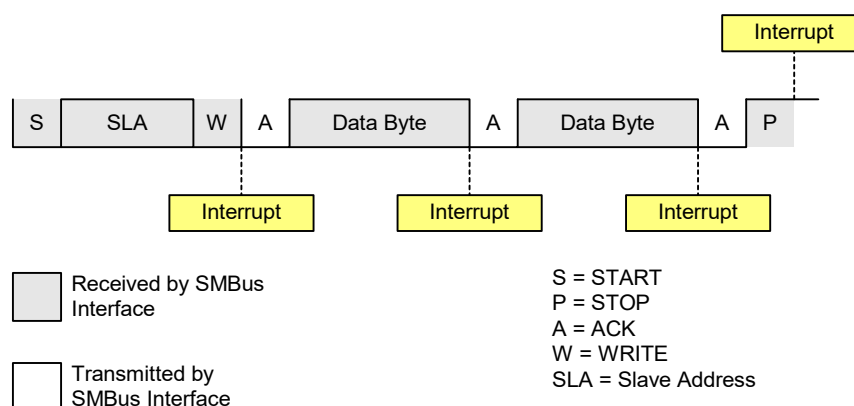 Interrupt
S SLA W A Data Byte A Data Byte A P
Interrupt Interrupt Interrupt
Received by SMBus
Interface
Transmitted by
SMBus Interface
S = START
P = STOP
A = ACK
W = WRITE
SLA = Slave Address